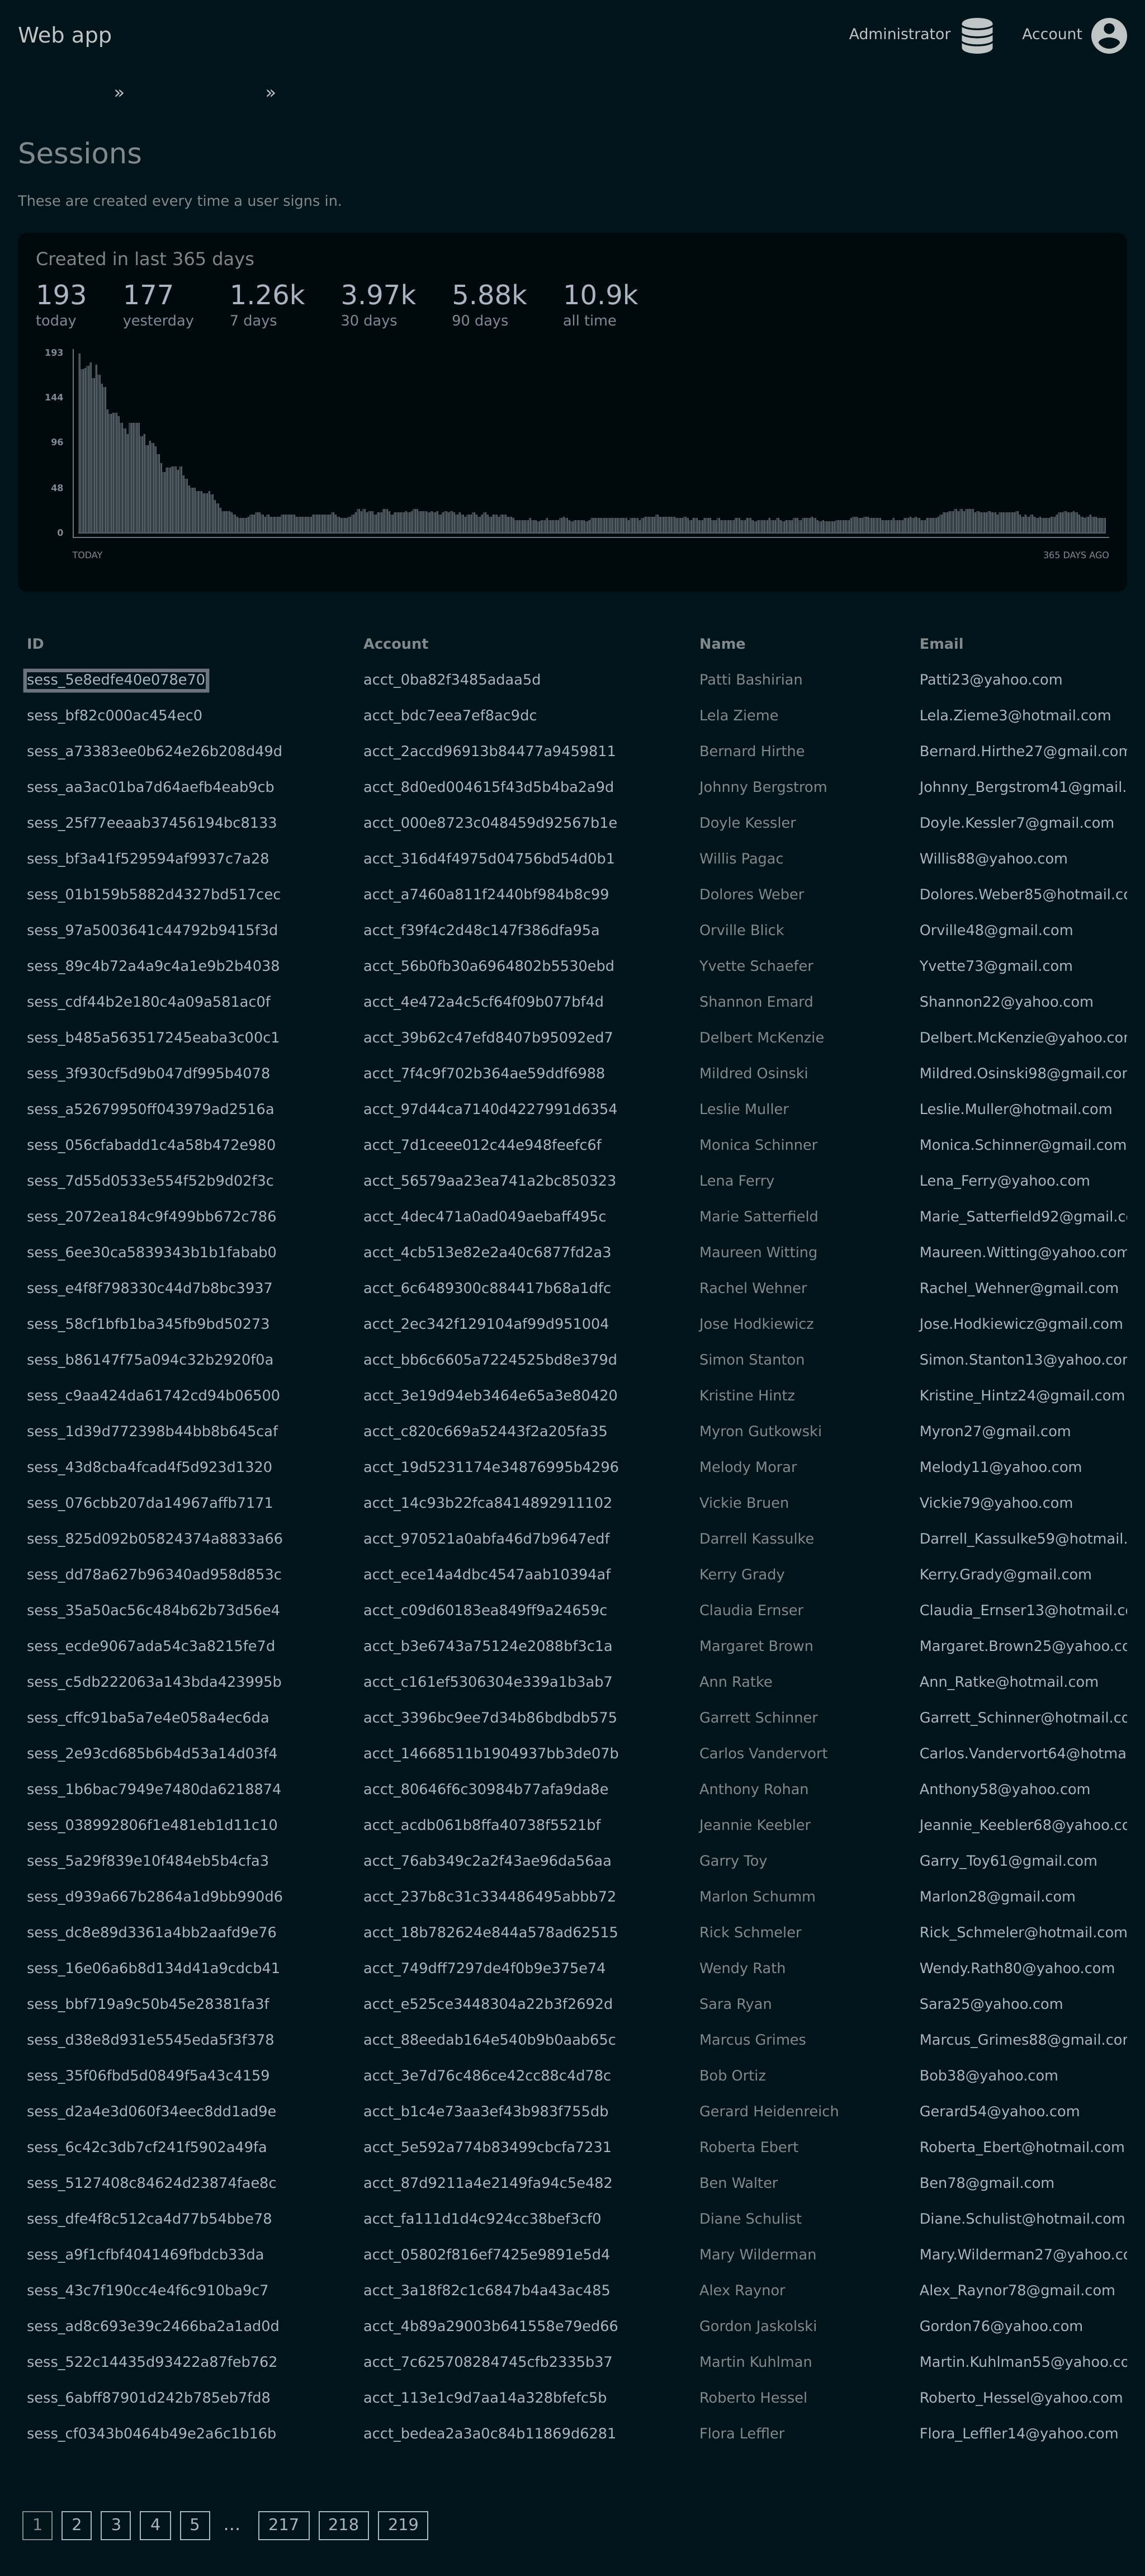 Web app Administrator Account
» »
Sessions
These are created every time a user signs in.
Created in last 365 days
193 177 1.26k 3.97k 5.88k 10.9k
today yesterday 7 days 30 days 90 days all time
193
144
96
48
0
TODAY 365 DAYS AGO
ID Account Name Email
sess_5e8edfe40e078e70 acct_0ba82f3485adaa5d Patti Bashirian Patti23@yahoo.com
sess_bf82c000ac454ec0 acct_bdc7eea7ef8ac9dc Lela Zieme Lela.Zieme3@hotmail.com
sess_a73383ee0b624e26b208d49d acct_2accd96913b84477a9459811 Bernard Hirthe Bernard.Hirthe27@gmail.com
sess_aa3ac01ba7d64aefb4eab9cb acct_8d0ed004615f43d5b4ba2a9d Johnny Bergstrom Johnny_Bergstrom41@gmail.
sess_25f77eeaab37456194bc8133 acct_000e8723c048459d92567b1e Doyle Kessler Doyle.Kessler7@gmail.com
sess_bf3a41f529594af9937c7a28 acct_316d4f4975d04756bd54d0b1 Willis Pagac Willis88@yahoo.com
sess_01b159b5882d4327bd517cec acct_a7460a811f2440bf984b8c99 Dolores Weber Dolores.Weber85@hotmail.co
sess_97a5003641c44792b9415f3d acct_f39f4c2d48c147f386dfa95a Orville Blick Orville48@gmail.com
sess_89c4b72a4a9c4a1e9b2b4038 acct_56b0fb30a6964802b5530ebd Yvette Schaefer Yvette73@gmail.com
sess_cdf44b2e180c4a09a581ac0f acct_4e472a4c5cf64f09b077bf4d Shannon Emard Shannon22@yahoo.com
sess_b485a563517245eaba3c00c1 acct_39b62c47efd8407b95092ed7 Delbert McKenzie Delbert.McKenzie@yahoo.com
sess_3f930cf5d9b047df995b4078 acct_7f4c9f702b364ae59ddf6988 Mildred Osinski Mildred.Osinski98@gmail.com
sess_a52679950ff043979ad2516a acct_97d44ca7140d4227991d6354 Leslie Muller Leslie.Muller@hotmail.com
sess_056cfabadd1c4a58b472e980 acct_7d1ceee012c44e948feefc6f Monica Schinner Monica.Schinner@gmail.com
sess_7d55d0533e554f52b9d02f3c acct_56579aa23ea741a2bc850323 Lena Ferry Lena_Ferry@yahoo.com
sess_2072ea184c9f499bb672c786 acct_4dec471a0ad049aebaff495c Marie Satterfield Marie_Satterfield92@gmail.c
sess_6ee30ca5839343b1b1fabab0 acct_4cb513e82e2a40c6877fd2a3 Maureen Witting Maureen.Witting@yahoo.com
sess_e4f8f798330c44d7b8bc3937 acct_6c6489300c884417b68a1dfc Rachel Wehner Rachel_Wehner@gmail.com
sess_58cf1bfb1ba345fb9bd50273 acct_2ec342f129104af99d951004 Jose Hodkiewicz Jose.Hodkiewicz@gmail.com
sess_b86147f75a094c32b2920f0a acct_bb6c6605a7224525bd8e379d Simon Stanton Simon.Stanton13@yahoo.com
sess_c9aa424da61742cd94b06500 acct_3e19d94eb3464e65a3e80420 Kristine Hintz Kristine_Hintz24@gmail.com
sess_1d39d772398b44bb8b645caf acct_c820c669a52443f2a205fa35 Myron Gutkowski Myron27@gmail.com
sess_43d8cba4fcad4f5d923d1320 acct_19d5231174e34876995b4296 Melody Morar Melody11@yahoo.com
sess_076cbb207da14967affb7171 acct_14c93b22fca8414892911102 Vickie Bruen Vickie79@yahoo.com
sess_825d092b05824374a8833a66 acct_970521a0abfa46d7b9647edf Darrell Kassulke Darrell_Kassulke59@hotmail.
sess_dd78a627b96340ad958d853c acct_ece14a4dbc4547aab10394af Kerry Grady Kerry.Grady@gmail.com
sess_35a50ac56c484b62b73d56e4 acct_c09d60183ea849ff9a24659c Claudia Ernser Claudia_Ernser13@hotmail.c
sess_ecde9067ada54c3a8215fe7d acct_b3e6743a75124e2088bf3c1a Margaret Brown Margaret.Brown25@yahoo.co
sess_c5db222063a143bda423995b acct_c161ef5306304e339a1b3ab7 Ann Ratke Ann_Ratke@hotmail.com
sess_cffc91ba5a7e4e058a4ec6da acct_3396bc9ee7d34b86bdbdb575 Garrett Schinner Garrett_Schinner@hotmail.co
sess_2e93cd685b6b4d53a14d03f4 acct_14668511b1904937bb3de07b Carlos Vandervort Carlos.Vandervort64@hotma
sess_1b6bac7949e7480da6218874 acct_80646f6c30984b77afa9da8e Anthony Rohan Anthony58@yahoo.com
sess_038992806f1e481eb1d11c10 acct_acdb061b8ffa40738f5521bf Jeannie Keebler Jeannie_Keebler68@yahoo.co
sess_5a29f839e10f484eb5b4cfa3 acct_76ab349c2a2f43ae96da56aa Garry Toy Garry_Toy61@gmail.com
sess_d939a667b2864a1d9bb990d6 acct_237b8c31c334486495abbb72 Marlon Schumm Marlon28@gmail.com
sess_dc8e89d3361a4bb2aafd9e76 acct_18b782624e844a578ad62515 Rick Schmeler Rick_Schmeler@hotmail.com
sess_16e06a6b8d134d41a9cdcb41 acct_749dff7297de4f0b9e375e74 Wendy Rath Wendy.Rath80@yahoo.com
sess_bbf719a9c50b45e28381fa3f acct_e525ce3448304a22b3f2692d Sara Ryan Sara25@yahoo.com
sess_d38e8d931e5545eda5f3f378 acct_88eedab164e540b9b0aab65c Marcus Grimes Marcus_Grimes88@gmail.com
sess_35f06fbd5d0849f5a43c4159 acct_3e7d76c486ce42cc88c4d78c Bob Ortiz Bob38@yahoo.com
sess_d2a4e3d060f34eec8dd1ad9e acct_b1c4e73aa3ef43b983f755db Gerard Heidenreich Gerard54@yahoo.com
sess_6c42c3db7cf241f5902a49fa acct_5e592a774b83499cbcfa7231 Roberta Ebert Roberta_Ebert@hotmail.com
sess_5127408c84624d23874fae8c acct_87d9211a4e2149fa94c5e482 Ben Walter Ben78@gmail.com
sess_dfe4f8c512ca4d77b54bbe78 acct_fa111d1d4c924cc38bef3cf0 Diane Schulist Diane.Schulist@hotmail.com
sess_a9f1cfbf4041469fbdcb33da acct_05802f816ef7425e9891e5d4 Mary Wilderman Mary.Wilderman27@yahoo.co
sess_43c7f190cc4e4f6c910ba9c7 acct_3a18f82c1c6847b4a43ac485 Alex Raynor Alex_Raynor78@gmail.com
sess_ad8c693e39c2466ba2a1ad0d acct_4b89a29003b641558e79ed66 Gordon Jaskolski Gordon76@yahoo.com
sess_522c14435d93422a87feb762 acct_7c625708284745cfb2335b37 Martin Kuhlman Martin.Kuhlman55@yahoo.co
sess_6abff87901d242b785eb7fd8 acct_113e1c9d7aa14a328bfefc5b Roberto Hessel Roberto_Hessel@yahoo.com
sess_cf0343b0464b49e2a6c1b16b acct_bedea2a3a0c84b11869d6281 Flora Leffler Flora_Leffler14@yahoo.com
1 2 3 4 5 … 217 218 219